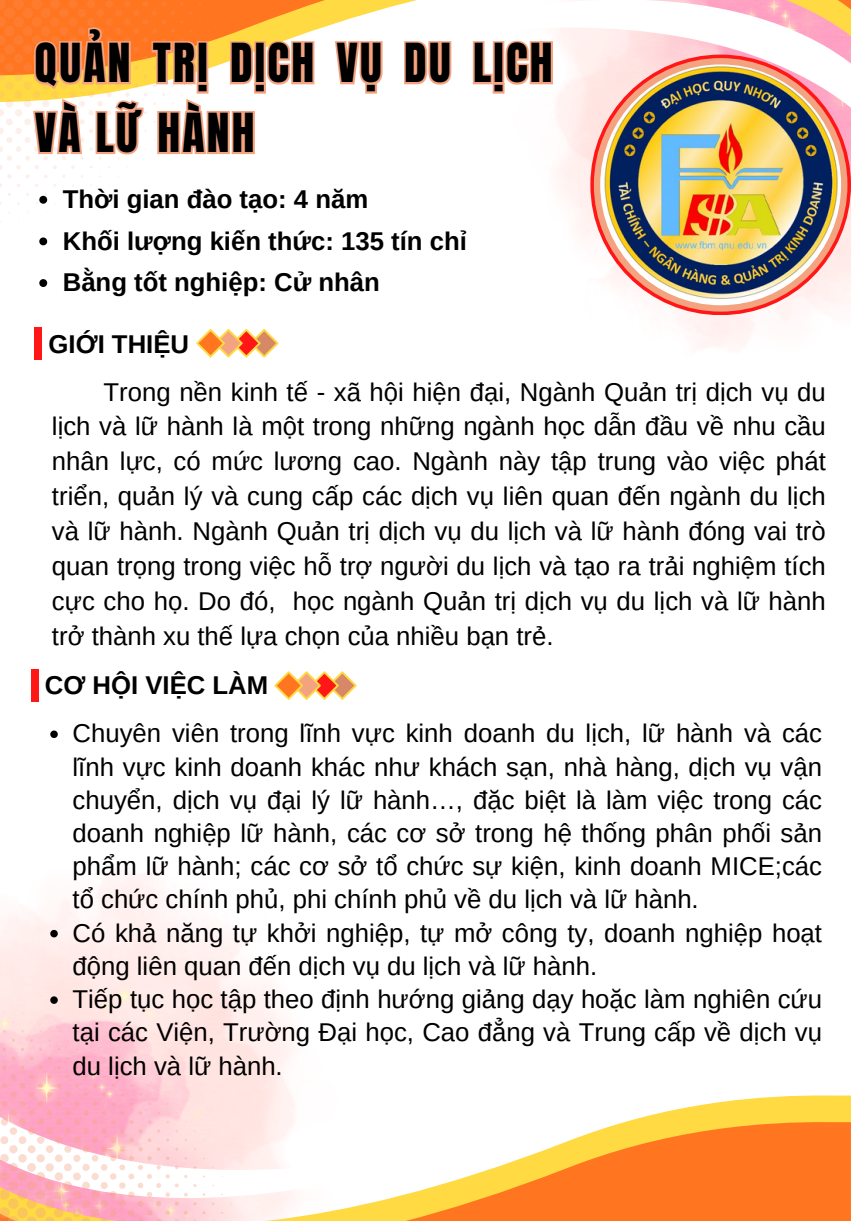 QUẢN TRỊ DỊCH VỤ DU LỊCH
VÀ LỮ HÀNH
ĐẠI HỌC QUY NHƠN
TÀI CHÍNH – NGÂN HÀNG & QUẢN TRỊ KINH DOANH
FSBA
www.fbm.qnu.edu.vn
• Thời gian đào tạo: 4 năm
• Khối lượng kiến thức: 135 tín chỉ
• Bằng tốt nghiệp: Cử nhân
GIỚI THIỆU
Trong nền kinh tế - xã hội hiện đại, Ngành Quản trị dịch vụ du
lịch và lữ hành là một trong những ngành học dẫn đầu về nhu cầu
nhân lực, có mức lương cao. Ngành này tập trung vào việc phát
triển, quản lý và cung cấp các dịch vụ liên quan đến ngành du lịch
và lữ hành. Ngành Quản trị dịch vụ du lịch và lữ hành đóng vai trò
quan trọng trong việc hỗ trợ người du lịch và tạo ra trải nghiệm tích
cực cho họ. Do đó,  học ngành Quản trị dịch vụ du lịch và lữ hành
trở thành xu thế lựa chọn của nhiều bạn trẻ.
CƠ HỘI VIỆC LÀM
• Chuyên viên trong lĩnh vực kinh doanh du lịch, lữ hành và các
lĩnh vực kinh doanh khác như khách sạn, nhà hàng, dịch vụ vận
chuyển, dịch vụ đại lý lữ hành…, đặc biệt là làm việc trong các
doanh nghiệp lữ hành, các cơ sở trong hệ thống phân phối sản
phẩm lữ hành; các cơ sở tổ chức sự kiện, kinh doanh MICE;các
tổ chức chính phủ, phi chính phủ về du lịch và lữ hành.
• Có khả năng tự khởi nghiệp, tự mở công ty, doanh nghiệp hoạt
động liên quan đến dịch vụ du lịch và lữ hành.
• Tiếp tục học tập theo định hướng giảng dạy hoặc làm nghiên cứu
tại các Viện, Trường Đại học, Cao đẳng và Trung cấp về dịch vụ
du lịch và lữ hành.